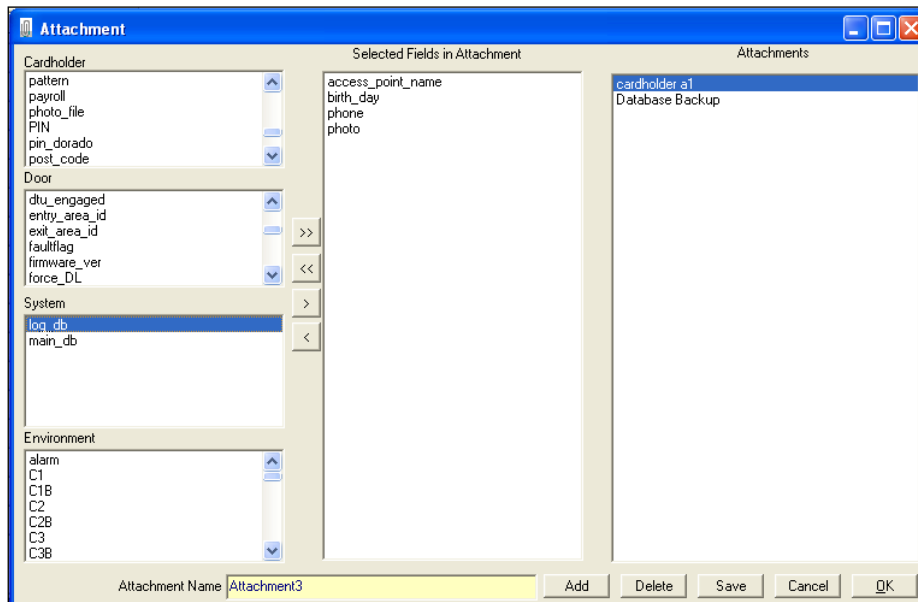 Attachment
Cardholder
pattern
payroll
photo_file
PIN
pin_dorado
post_code
Door
dtu_engaged
entry_area_id
exit_area_id
faultflag
firmware_ver
force_DL
System
log_db
main_db
Environment
alarm
C1
C1B
C2
C2B
C3
C3B
>>
<<
>
<
Selected Fields in Attachment
access_point_name
birth_day
phone
photo
Attachments
cardholder a1
Database Backup
Attachment Name Attachment3
Add Delete Save Cancel OK